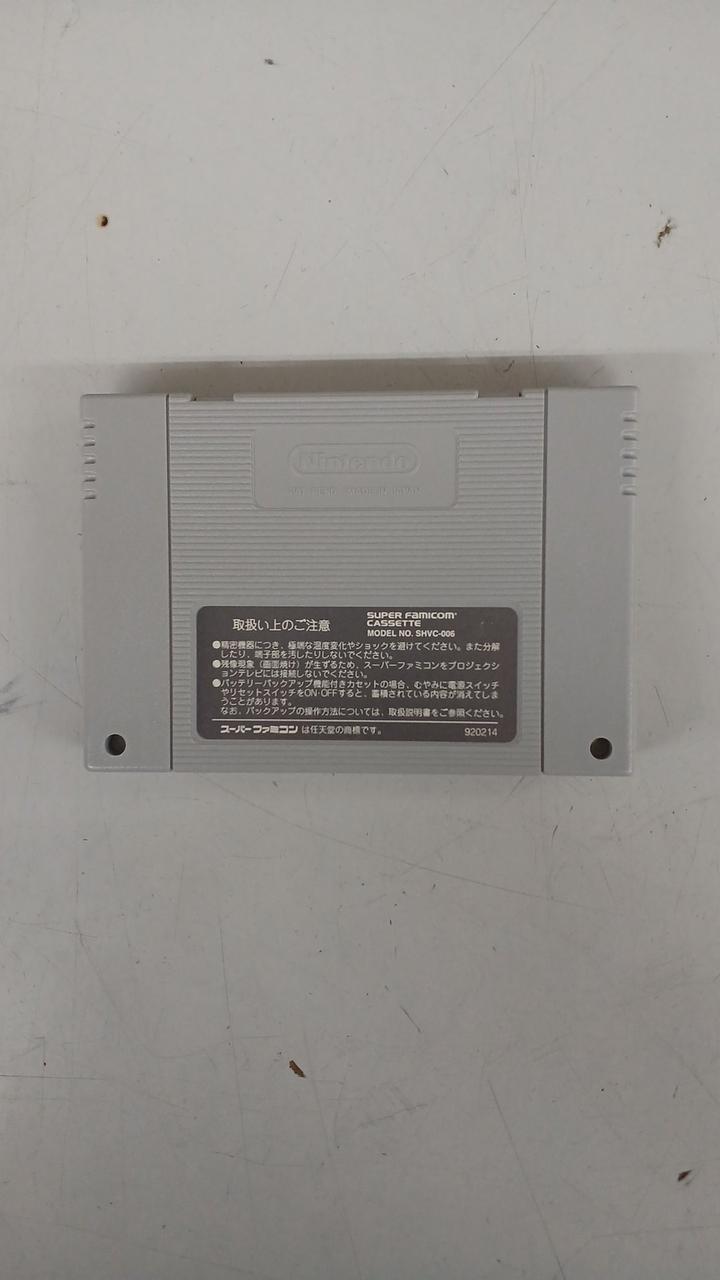 Nintendo
PAT. PEND. MADE IN JAPAN
取扱い上のご注意
SUPER FAMICOM
CASSETTE
MODEL NO. SHVC-006
●精密機器につき、極端な温度変化やショックを避けてください。また分解
したり、端子部を汚したりしないでください。
●残像現象（画面焼け）が生ずるため、スーパーファミコンをプロジェクシ
ョンテレビには接続しないでください。
●バッテリーバックアップ機能付きカセットの場合、むやみに電源スイッチ
やリセットスイッチをON・OFFすると、蓄積されている内容が消えてしま
うことがあります。
なお、バックアップの操作方法については、取扱説明書をご参照ください。
スーパーファミコンは任天堂の商標です。
920214